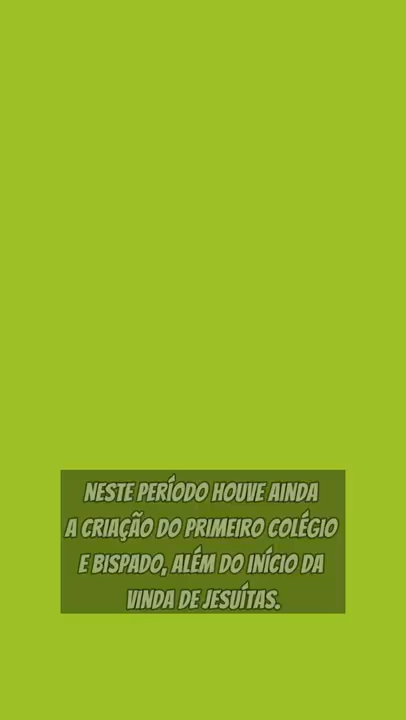 NESTE PERÍODO HOUVE AINDA
A CRIAÇÃO DO PRIMEIRO COLÉGIO
E BISPADO, ALÉM DO INÍCIO DA
VINDA DE JESUÍTAS.